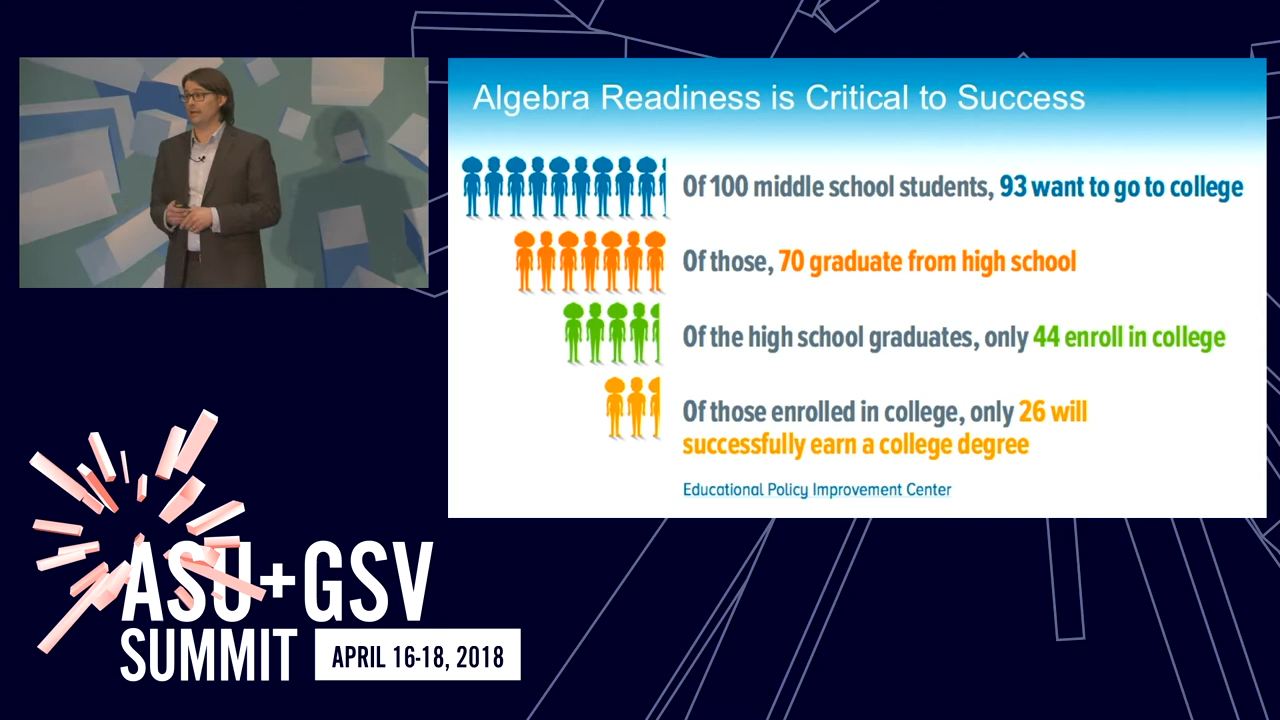 Algebra Readiness is Critical to Success
Of 100 middle school students, 93 want to go to college
Of those, 70 graduate from high school
Of the high school graduates, only 44 enroll in college
Of those enrolled in college, only 26 will
successfully earn a college degree
Educational Policy Improvement Center
ASU+GSV
SUMMIT
APRIL 16-18, 2018